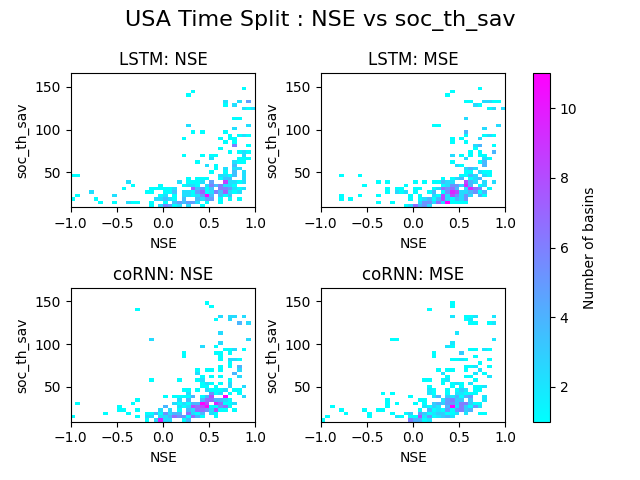 USA Time Split : NSE vs soc_th_sav
LSTM: NSE
LSTM: MSE
150
100
50
soc_th_sav
−1.0 −0.5 0.0 0.5 1.0
NSE
150
100
50
soc_th_sav
−1.0 −0.5 0.0 0.5 1.0
NSE
coRNN: NSE
coRNN: MSE
150
100
50
soc_th_sav
−1.0 −0.5 0.0 0.5 1.0
NSE
150
100
50
soc_th_sav
−1.0 −0.5 0.0 0.5 1.0
NSE
10
8
6
4
2
Number of basins